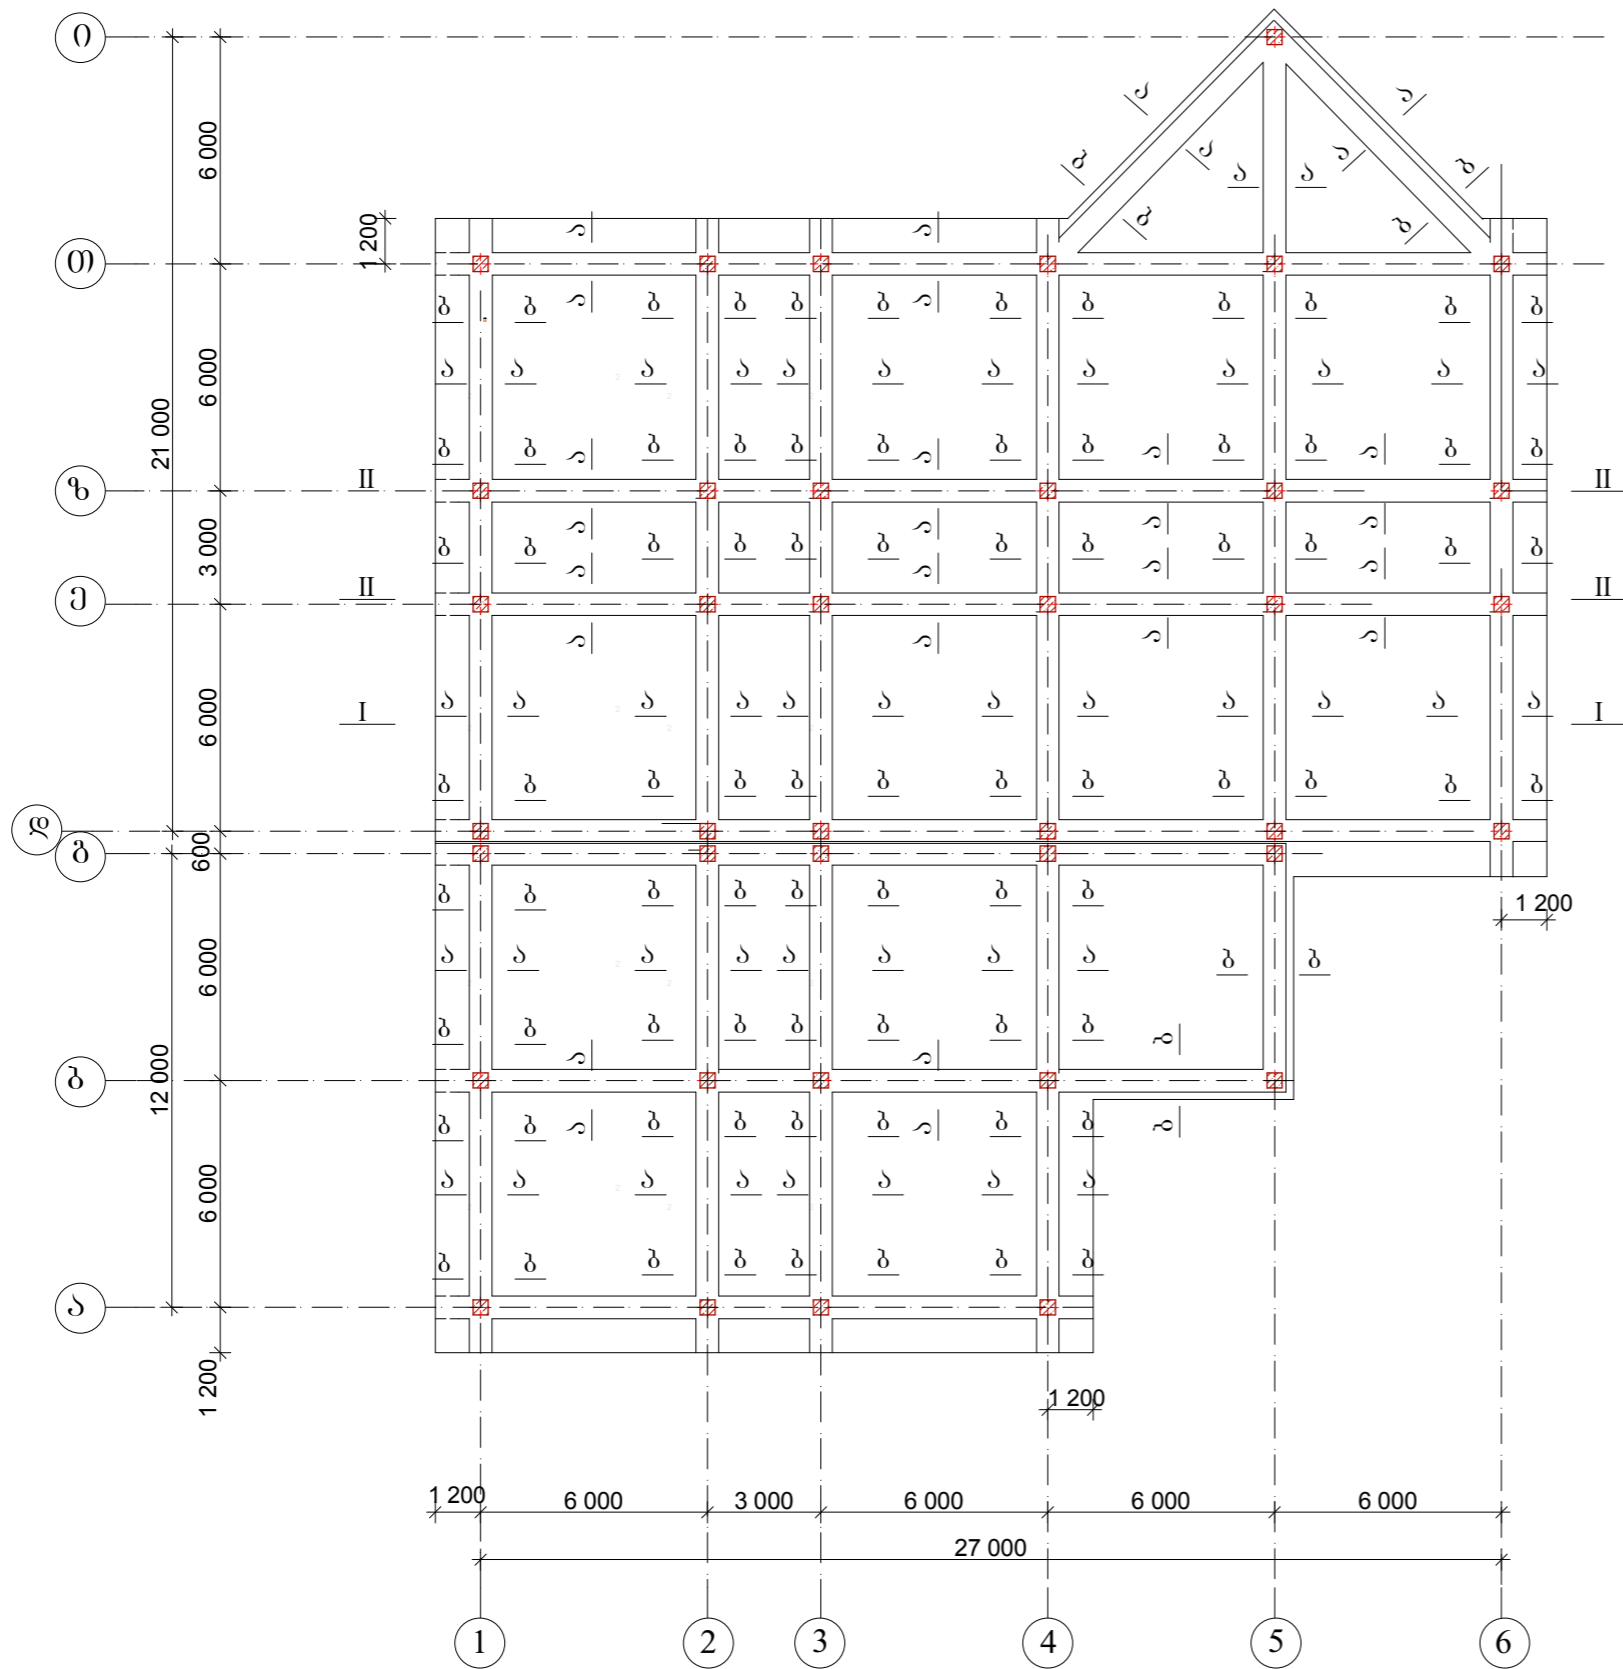 ი
ა ა
6 000 ა ა
ბ ბ
ა ა
ბ ბ
1 200 ა ა
თ
ბ ბ ა ბ ბ ბ ბ ა ბ ბ ბ ბ ბ ბ
6 000 ა ა ა ა ა ა ა ა ა ა ა ა
21 000
ბ ბ ა ბ ბ ბ ბ ა ბ ბ ა ბ ბ ა ბ ბ
ზ II II
ა ა ა ა
3 000 ბ ბ ბ ბ ბ ბ ბ ბ ბ ბ ბ ბ
ა ა ა ა
ე II II
ა ა ა ა
6 000 ა ა ა ა ა ა ა ა ა ა ა ა
I I
ბ ბ ბ ბ ბ ბ ბ ბ ბ ბ ბ ბ
დ
გ 600
ბ ბ ბ ბ ბ ბ ბ ბ
1 200
6 000 ა ა ა ა ა ა ა ა ბ ბ
ბ ბ ბ ბ ბ ბ ბ ბ ბ
ა ა
ბ 12 000
ბ ბ ა ბ ბ ბ ბ ა ბ ბ ბ
6 000 ა ა ა ა ა ა ა ა
ბ ბ ბ ბ ბ ბ ბ ბ
ა
1 200
1 200
1 200 6 000 3 000 6 000 6 000 6 000
27 000
1 2 3 4 5 6